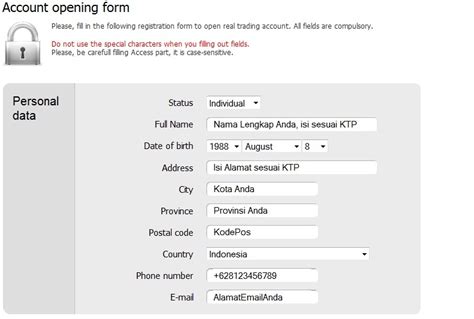 Account opening form
Please, fill in the following registration form to open real trading account. All fields are compulsory.
Do not use the special characters when you filling out fields.
Please, be carefull filling Access part, it is case-sensitive.
Personal data
Status Individual
Full Name Nama Lengkap Anda, isi sesuai KTP
Date of birth 1988 August 8
Address Isi Alamat sesuai KTP
City Kota Anda
Province Provinsi Anda
Postal code KodePos
Country Indonesia
Phone number +628123456789
E-mail AlamatEmailAnda